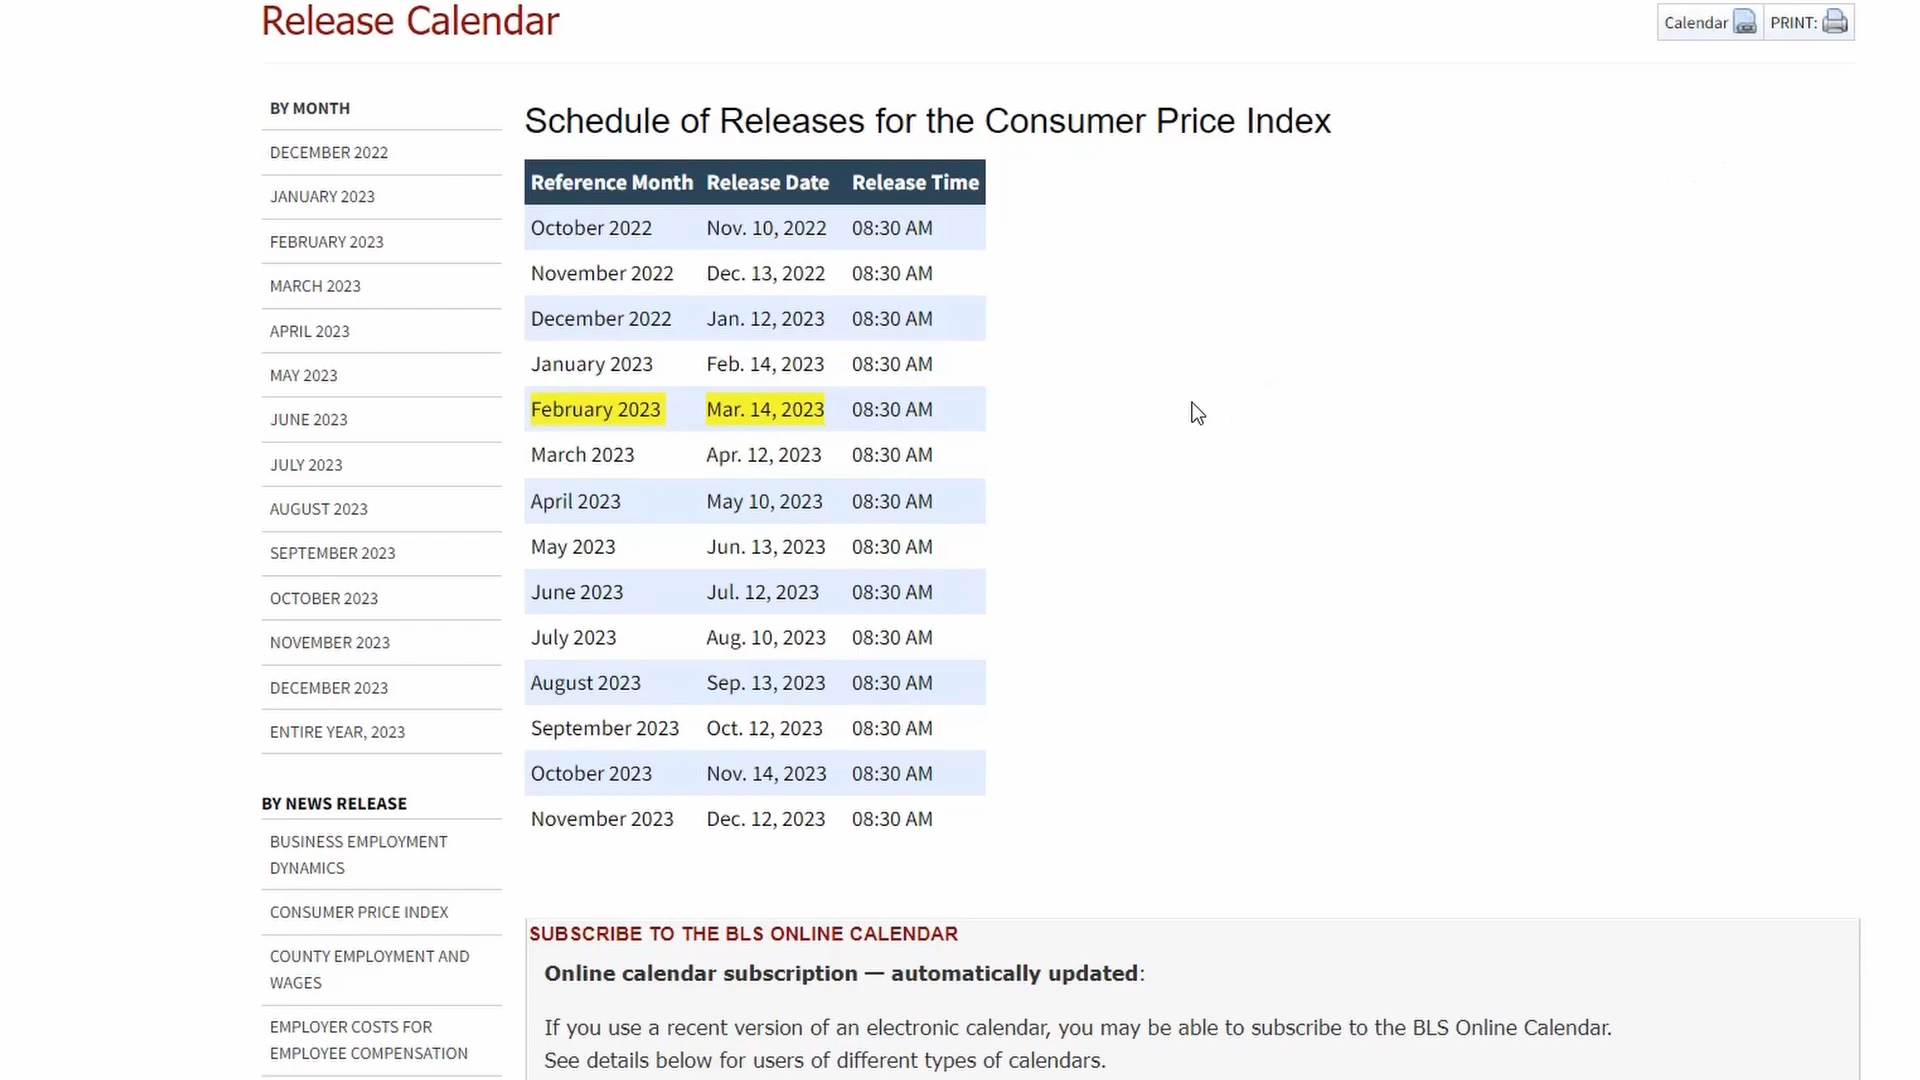 Release Calendar
Calendar
PRINT:
BY MONTH
DECEMBER 2022
JANUARY 2023
FEBRUARY 2023
MARCH 2023
APRIL 2023
MAY 2023
JUNE 2023
JULY 2023
AUGUST 2023
SEPTEMBER 2023
OCTOBER 2023
NOVEMBER 2023
DECEMBER 2023
ENTIRE YEAR, 2023
BY NEWS RELEASE
BUSINESS EMPLOYMENT
DYNAMICS
CONSUMER PRICE INDEX
COUNTY EMPLOYMENT AND
WAGES
EMPLOYER COSTS FOR
EMPLOYEE COMPENSATION
Schedule of Releases for the Consumer Price Index
Reference Month Release Date Release Time
October 2022 Nov. 10, 2022 08:30 AM
November 2022 Dec. 13, 2022 08:30 AM
December 2022 Jan. 12, 2023 08:30 AM
January 2023 Feb. 14, 2023 08:30 AM
February 2023 Mar. 14, 2023 08:30 AM
March 2023 Apr. 12, 2023 08:30 AM
April 2023 May 10, 2023 08:30 AM
May 2023 Jun. 13, 2023 08:30 AM
June 2023 Jul. 12, 2023 08:30 AM
July 2023 Aug. 10, 2023 08:30 AM
August 2023 Sep. 13, 2023 08:30 AM
September 2023 Oct. 12, 2023 08:30 AM
October 2023 Nov. 14, 2023 08:30 AM
November 2023 Dec. 12, 2023 08:30 AM
SUBSCRIBE TO THE BLS ONLINE CALENDAR
Online calendar subscription — automatically updated:
If you use a recent version of an electronic calendar, you may be able to subscribe to the BLS Online Calendar.
See details below for users of different types of calendars.